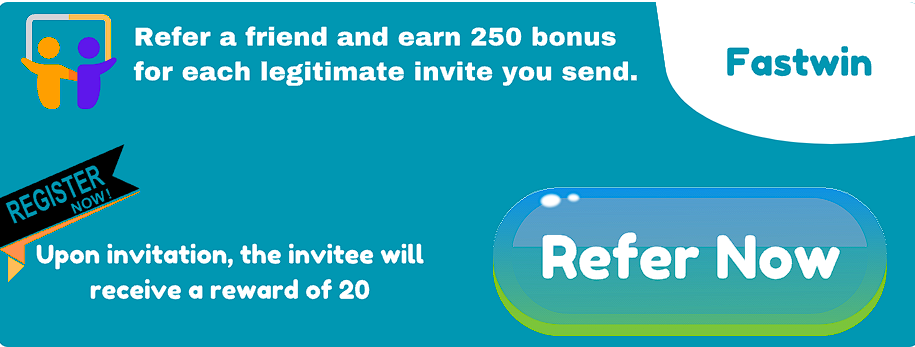 Refer a friend and earn 250 bonus
for each legitimate invite you send.
Fastwin
REGISTER
NOW!
Upon invitation, the invitee will
receive a reward of 20
Refer Now